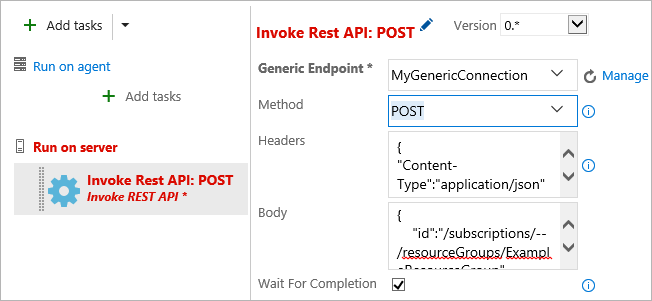 + Add tasks
Run on agent
+ Add tasks
Run on server
Invoke Rest API: POST
Invoke REST API *
Invoke Rest API: POST
Version 0.*
Generic Endpoint * MyGenericConnection Manage
Method POST
Headers {
"Content-
Type":"application/json"
Body {
"id":"/subscriptions/--
/resourceGroups/Exampl
eResourceGroup"
Wait For Completion